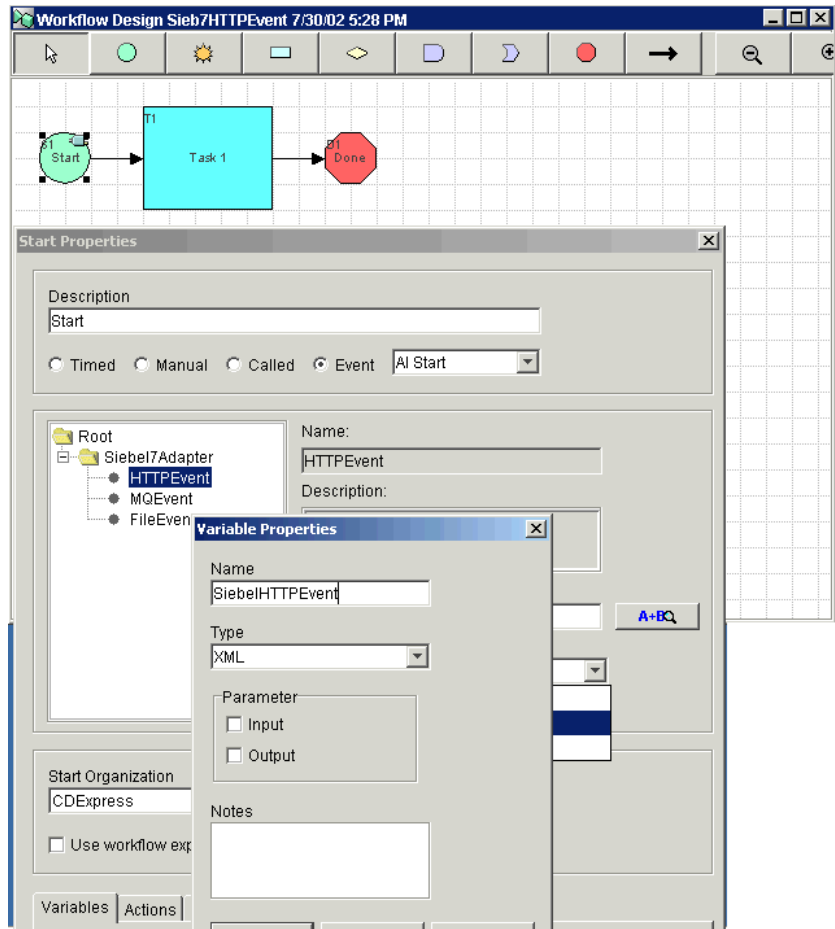 Workflow Design Sieb7HTTPEvent 7/30/02 5:28 PM
T1
Start
Task 1
Done
Start Properties
Description
Start
Timed Manual Called Event AI Start
Root
Siebel7Adapter
HTTPEvent
MQEvent
FileEven
Name:
HTTPEvent
Description:
A+B
Variable Properties
Name
SiebelHTTPEvent
Type
XML
Parameter
Input
Output
Notes
Start Organization
CDExpress
Use workflow exp
Variables Actions